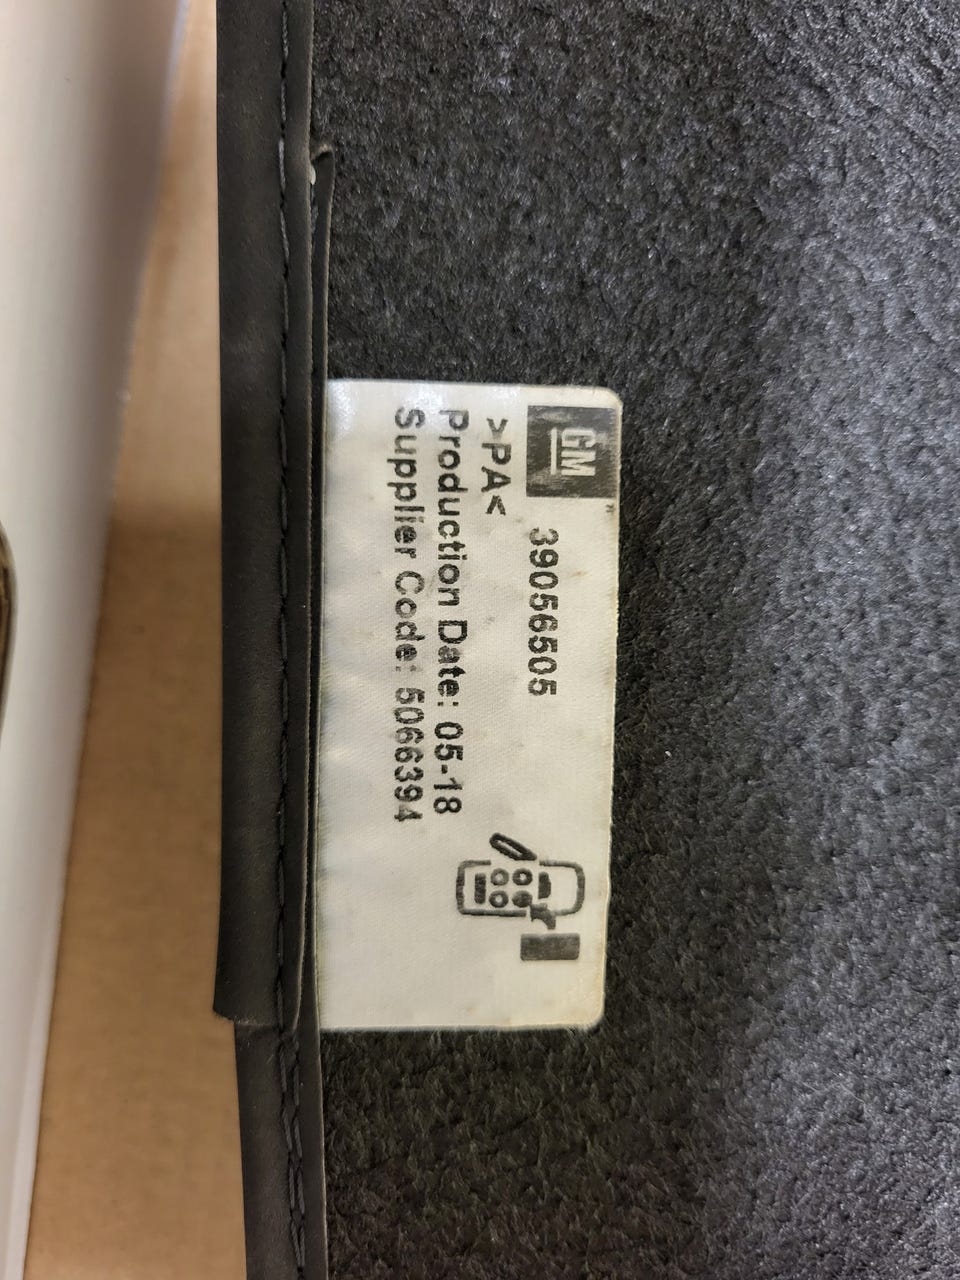 GM
39056505
>PA<
Production Date: 05-18
Supplier Code: 5066394